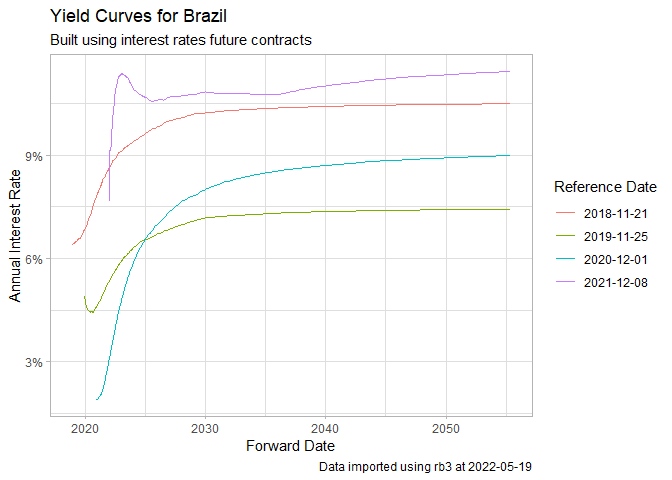 Yield Curves for Brazil
Built using interest rates future contracts
9%
6%
3%
Annual Interest Rate
2020
2030
2040
2050
Forward Date
Reference Date
2018-11-21
2019-11-25
2020-12-01
2021-12-08
Data imported using rb3 at 2022-05-19